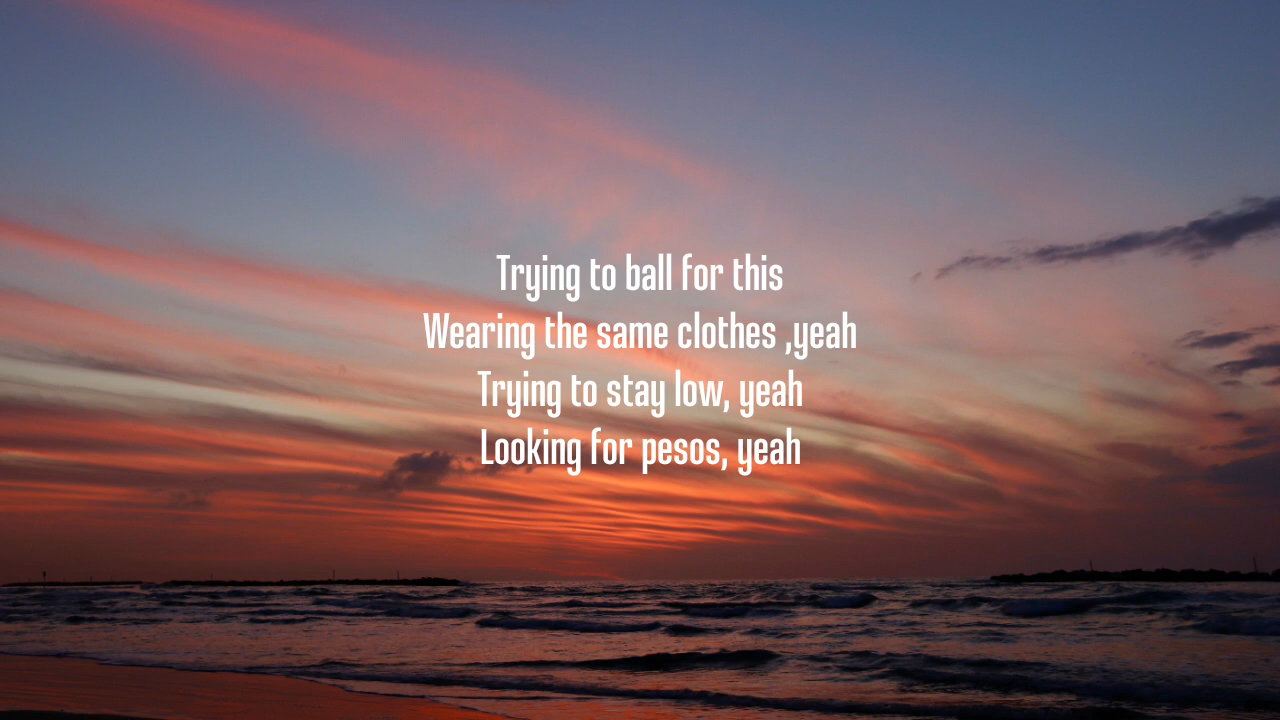 Trying to ball for this
Wearing the same clothes ,yeah
Trying to stay low, yeah
Looking for pesos, yeah